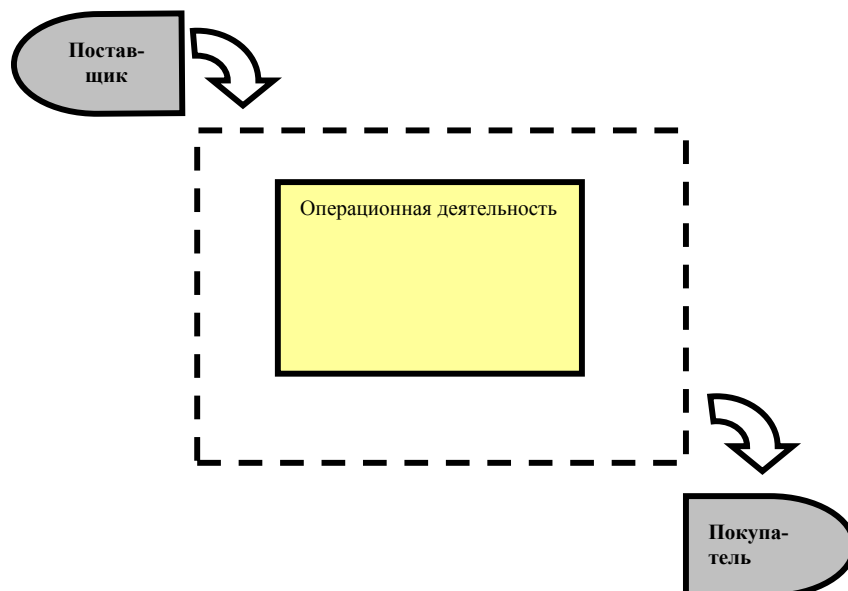 Постав-
щик
Операционная деятельность
Покупа-
тель